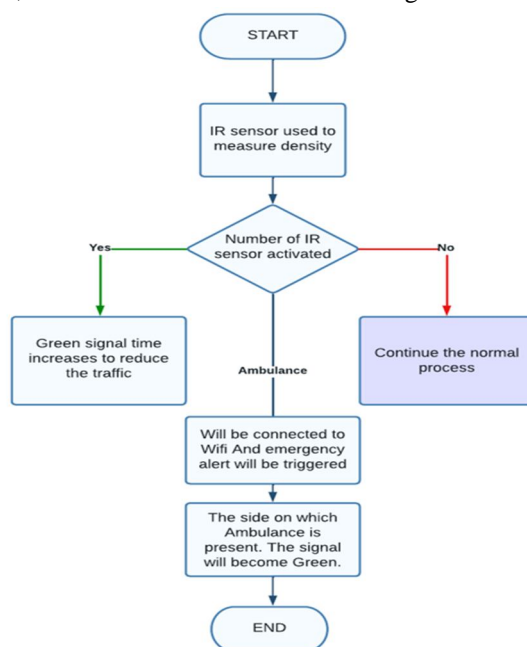 START
IR sensor used to
measure density
Number of IR
sensor activated
Yes
No
Green signal time
increases to reduce
the traffic
Continue the normal
process
Ambulance
Will be connected to
Wifi And emergency
alert will be triggered
The side on which
Ambulance is
present. The signal
will become Green.
END